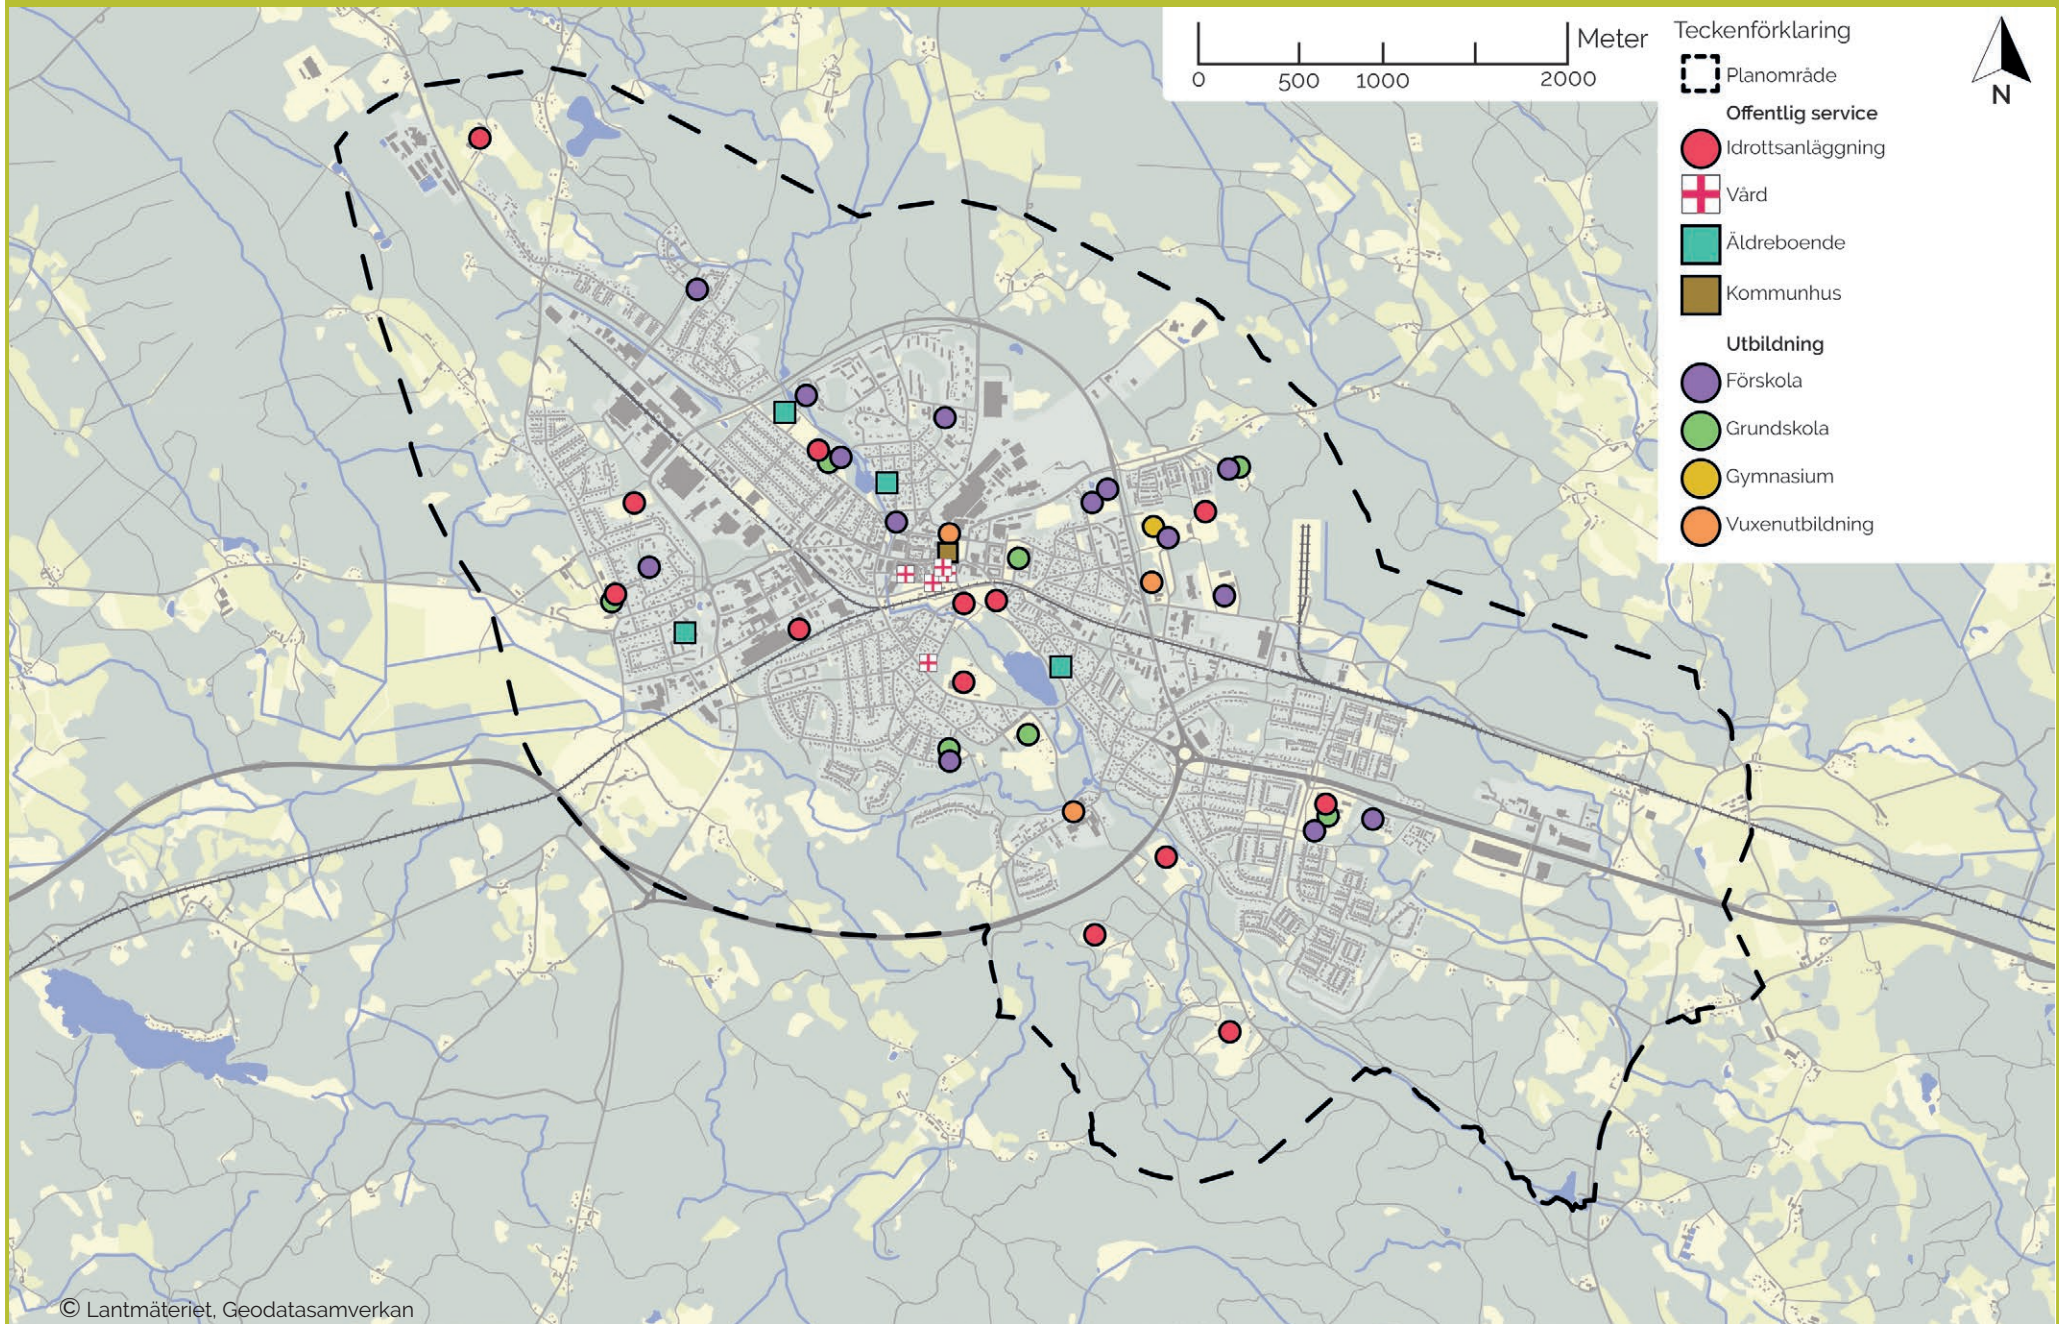 Meter
0 500 1000 2000
Teckenförklaring
Planområde
Offentlig service
Idrottsanläggning
Vård
Äldreboende
Kommunhus
Utbildning
Förskola
Grundskola
Gymnasium
Vuxenutbildning
N
© Lantmäteriet, Geodatasamverkan